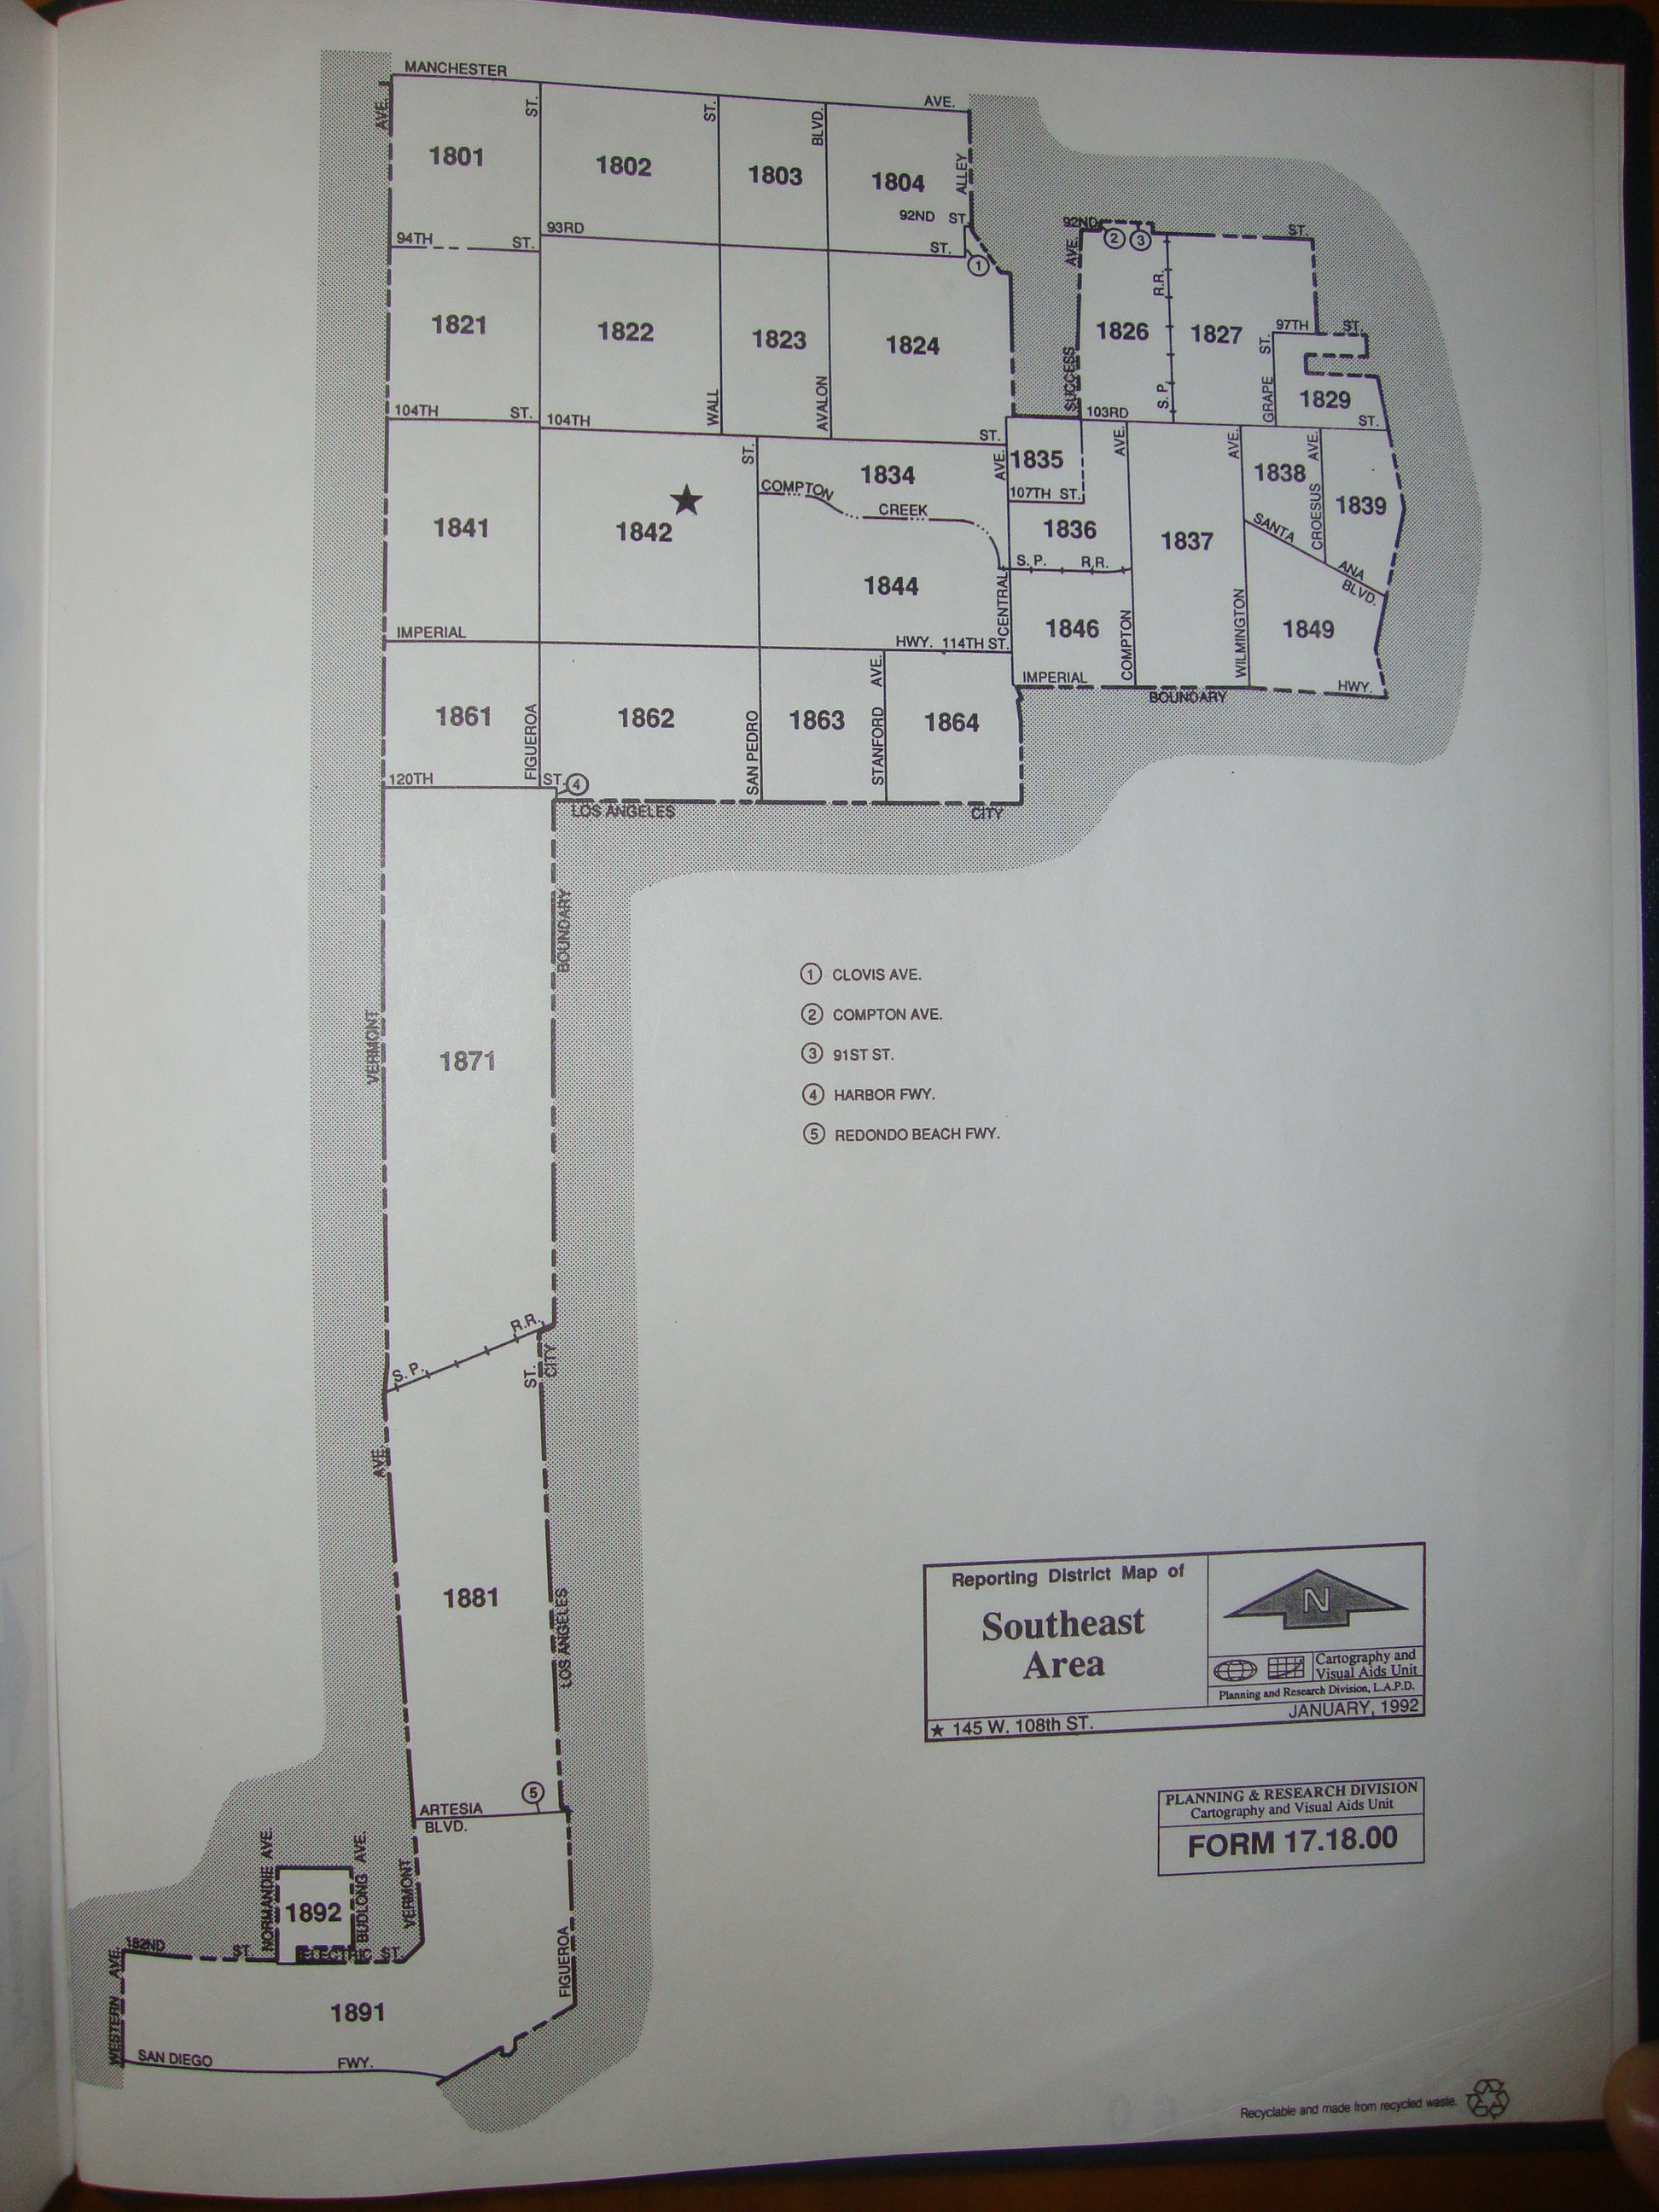 MANCHESTER
AVE.
AVE.
ST.
ST.
BLVD.
ALLEY
1801
1802
1803
1804
92ND ST.
94TH ST.
93RD ST.
1
92ND ST.
2
3
AVE.
R.R.
1821
1822
1823
1824
1826
1827
97TH ST.
ST.
GRAPE
1829
SUCCESS
S. P.
WALL
AVALON
104TH ST.
104TH ST.
103RD ST.
ST.
AVE.
AVE.
AVE.
AVE.
1834
1835
107TH ST.
COMPTON CREEK
1838
CROESUS
1839
1841
1842
1836
1837
SANTA ANA BLVD.
S. P. R.R.
1844
CENTRAL
1846
COMPTON
WILMINGTON
1849
IMPERIAL HWY.
114TH ST.
IMPERIAL HWY.
BOUNDARY
AVE.
1861
FIGUEROA
1862
SAN PEDRO
1863
STANFORD
1864
120TH ST.
4
LOS ANGELES CITY
BOUNDARY
VERMONT
1871
1 CLOVIS AVE.
2 COMPTON AVE.
3 91ST ST.
4 HARBOR FWY.
5 REDONDO BEACH FWY.
S. P. R.R.
ST.
CITY
AVE.
1881
LOS ANGELES
Reporting District Map of
Southeast
Area
N
Cartography and
Visual Aids Unit
Planning and Research Division, L.A.P.D.
JANUARY, 1992
★ 145 W. 108th ST.
5
ARTESIA
BLVD.
PLANNING & RESEARCH DIVISION
Cartography and Visual Aids Unit
FORM 17.18.00
NORMANDIE AVE.
BUDLONG AVE.
VERMONT
1892
182ND ST.
ELECTRIC ST.
WESTERN AVE.
FIGUEROA
1891
SAN DIEGO FWY.
Recyclable and made from recycled waste.